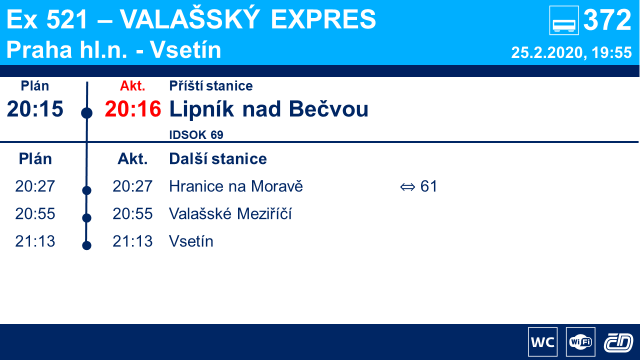 Ex 521 – VALAŠSKÝ EXPRES 372
Praha hl.n. - Vsetín 25.2.2020, 19:55
Plán Akt. Příští stanice
20:15 20:16 Lipník nad Bečvou
IDSOK 69
Plán Akt. Další stanice
20:27 20:27 Hranice na Moravě ⇔ 61
20:55 20:55 Valašské Meziříčí
21:13 21:13 Vsetín
WC WiFi ČD